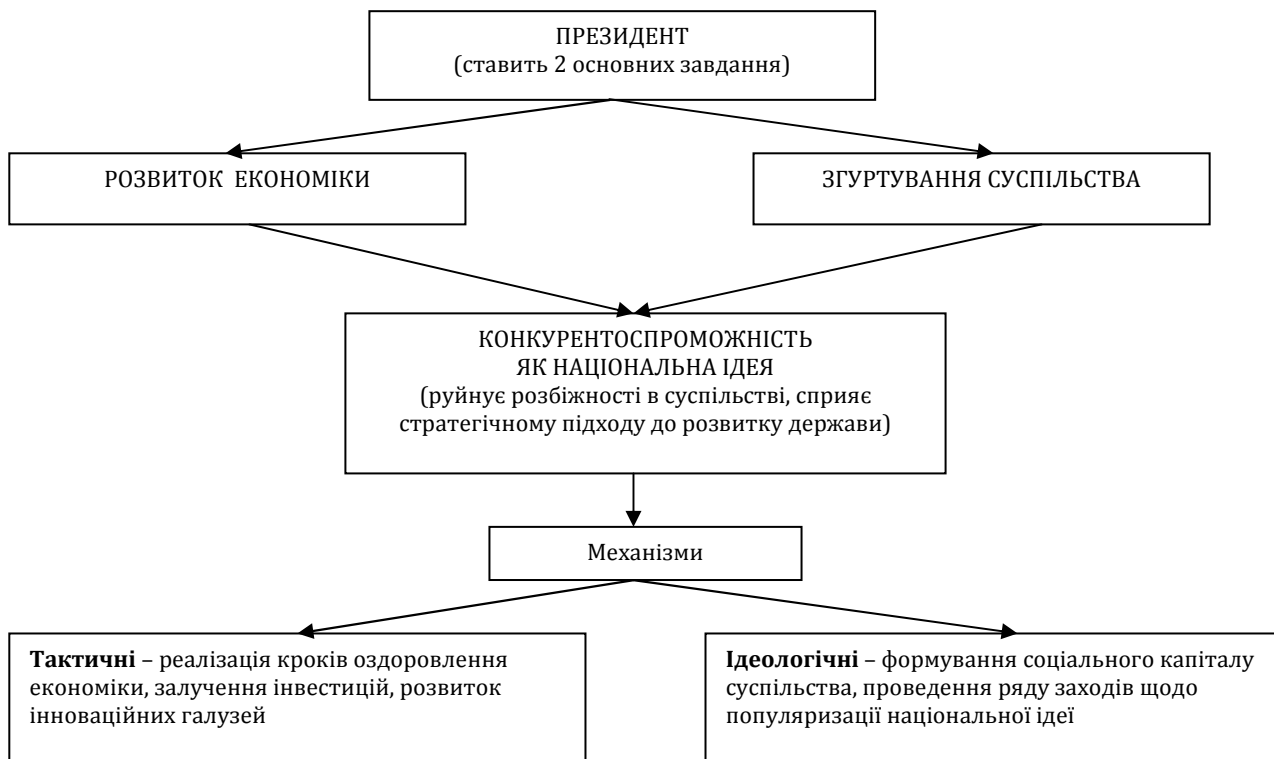 ПРЕЗИДЕНТ
(ставить 2 основних завдання)
РОЗВИТОК ЕКОНОМІКИ
ЗГУРТУВАННЯ СУСПІЛЬСТВА
КОНКУРЕНТОСПРОМОЖНІСТЬ
ЯК НАЦІОНАЛЬНА ІДЕЯ
(руйнує розбіжності в суспільстві, сприяє
стратегічному підходу до розвитку держави)
Механізми
Тактичні – реалізація кроків оздоровлення
економіки, залучення інвестицій, розвиток
інноваційних галузей
Ідеологічні – формування соціального капіталу
суспільства, проведення ряду заходів щодо
популяризації національної ідеї